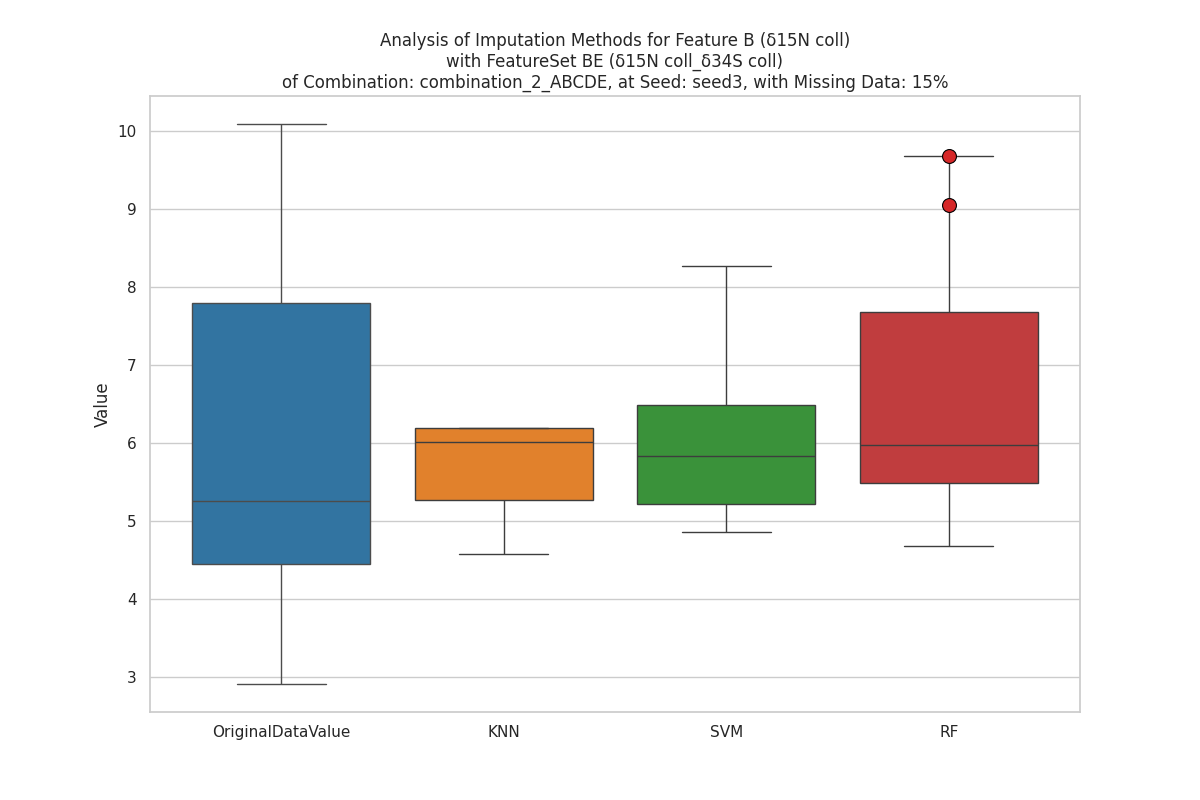 Analysis of Imputation Methods for Feature B (δ15N coll)
with FeatureSet BE (δ15N coll_δ34S coll)
of Combination: combination_2_ABCDE, at Seed: seed3, with Missing Data: 15%
10
9
8
7
6
5
4
3
Value
OriginalDataValue
KNN
SVM
RF